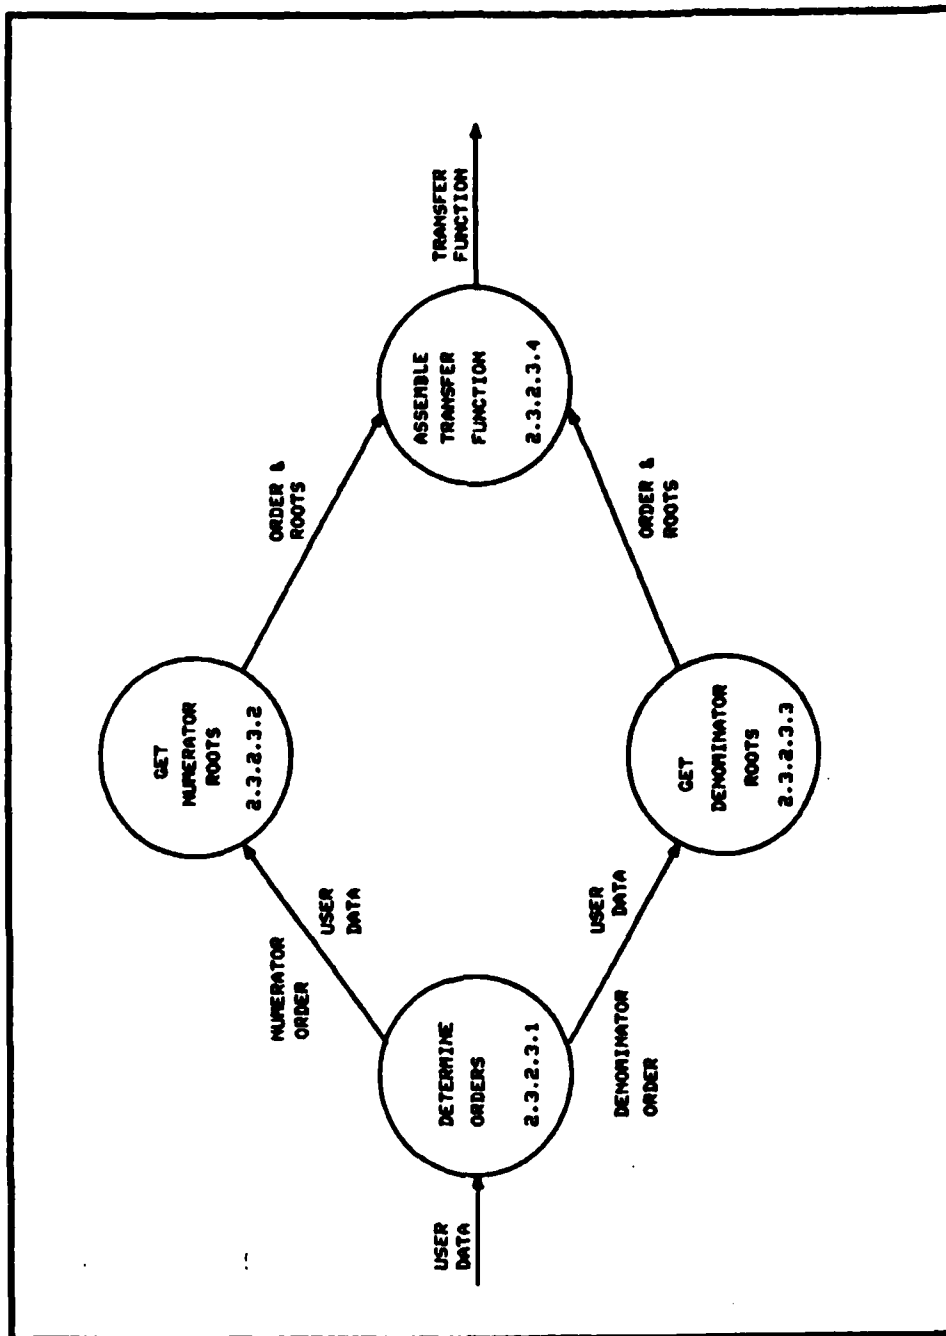 USER
DATA
DETERMINE
ORDERS
2.3.2.3.1
NUMERATOR
ORDER
USER
DATA
DENOMINATOR
ORDER
USER
DATA
GET
NUMERATOR
ROOTS
2.3.2.3.2
GET
DENOMINATOR
ROOTS
2.3.2.3.3
ORDER &
ROOTS
ORDER &
ROOTS
ASSEMBLE
TRANSFER
FUNCTION
2.3.2.3.4
TRANSFER
FUNCTION